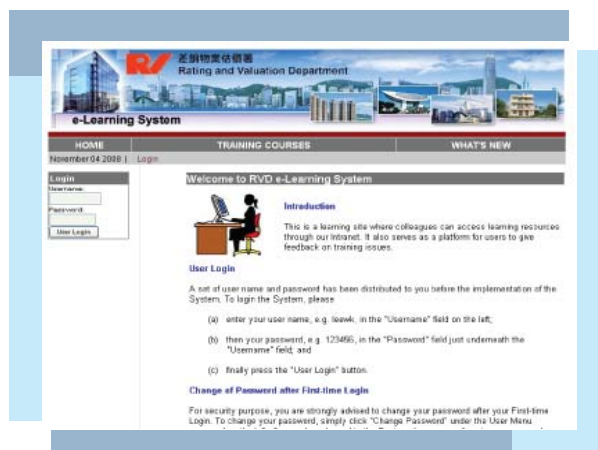 RV
差餉物業估價署
Rating and Valuation Department
e-Learning System
HOME
TRAINING COURSES
WHAT'S NEW
November 04 2008 |
Login
Login
Username:
Password:
User Login
Welcome to RVD e-Learning System
Introduction
This is a learning site where colleagues can access learning resources
through our Intranet. It also serves as a platform for users to give
feedback on training issues.
User Login
A set of user name and password has been distributed to you before the implementation of the
System. To login the System, please
(a) enter your user name, e.g. leewk, in the "Username" field on the left;
(b) then your password, e.g. 123456, in the "Password" field just underneath the
"Username" field; and
(c) finally press the "User Login" button.
Change of Password after First-time Login
For security purpose, you are strongly advised to change your password after your First-time
Login. To change your password, simply click "Change Password" under the User Menu